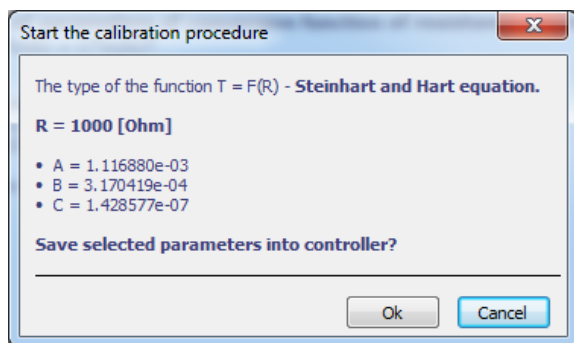 Start the calibration procedure
The type of the function T = F(R) - Steinhart and Hart equation.
R = 1000 [Ohm]
• A = 1.116880e-03
• B = 3.170419e-04
• C = 1.428577e-07
Save selected parameters into controller?
Ok Cancel